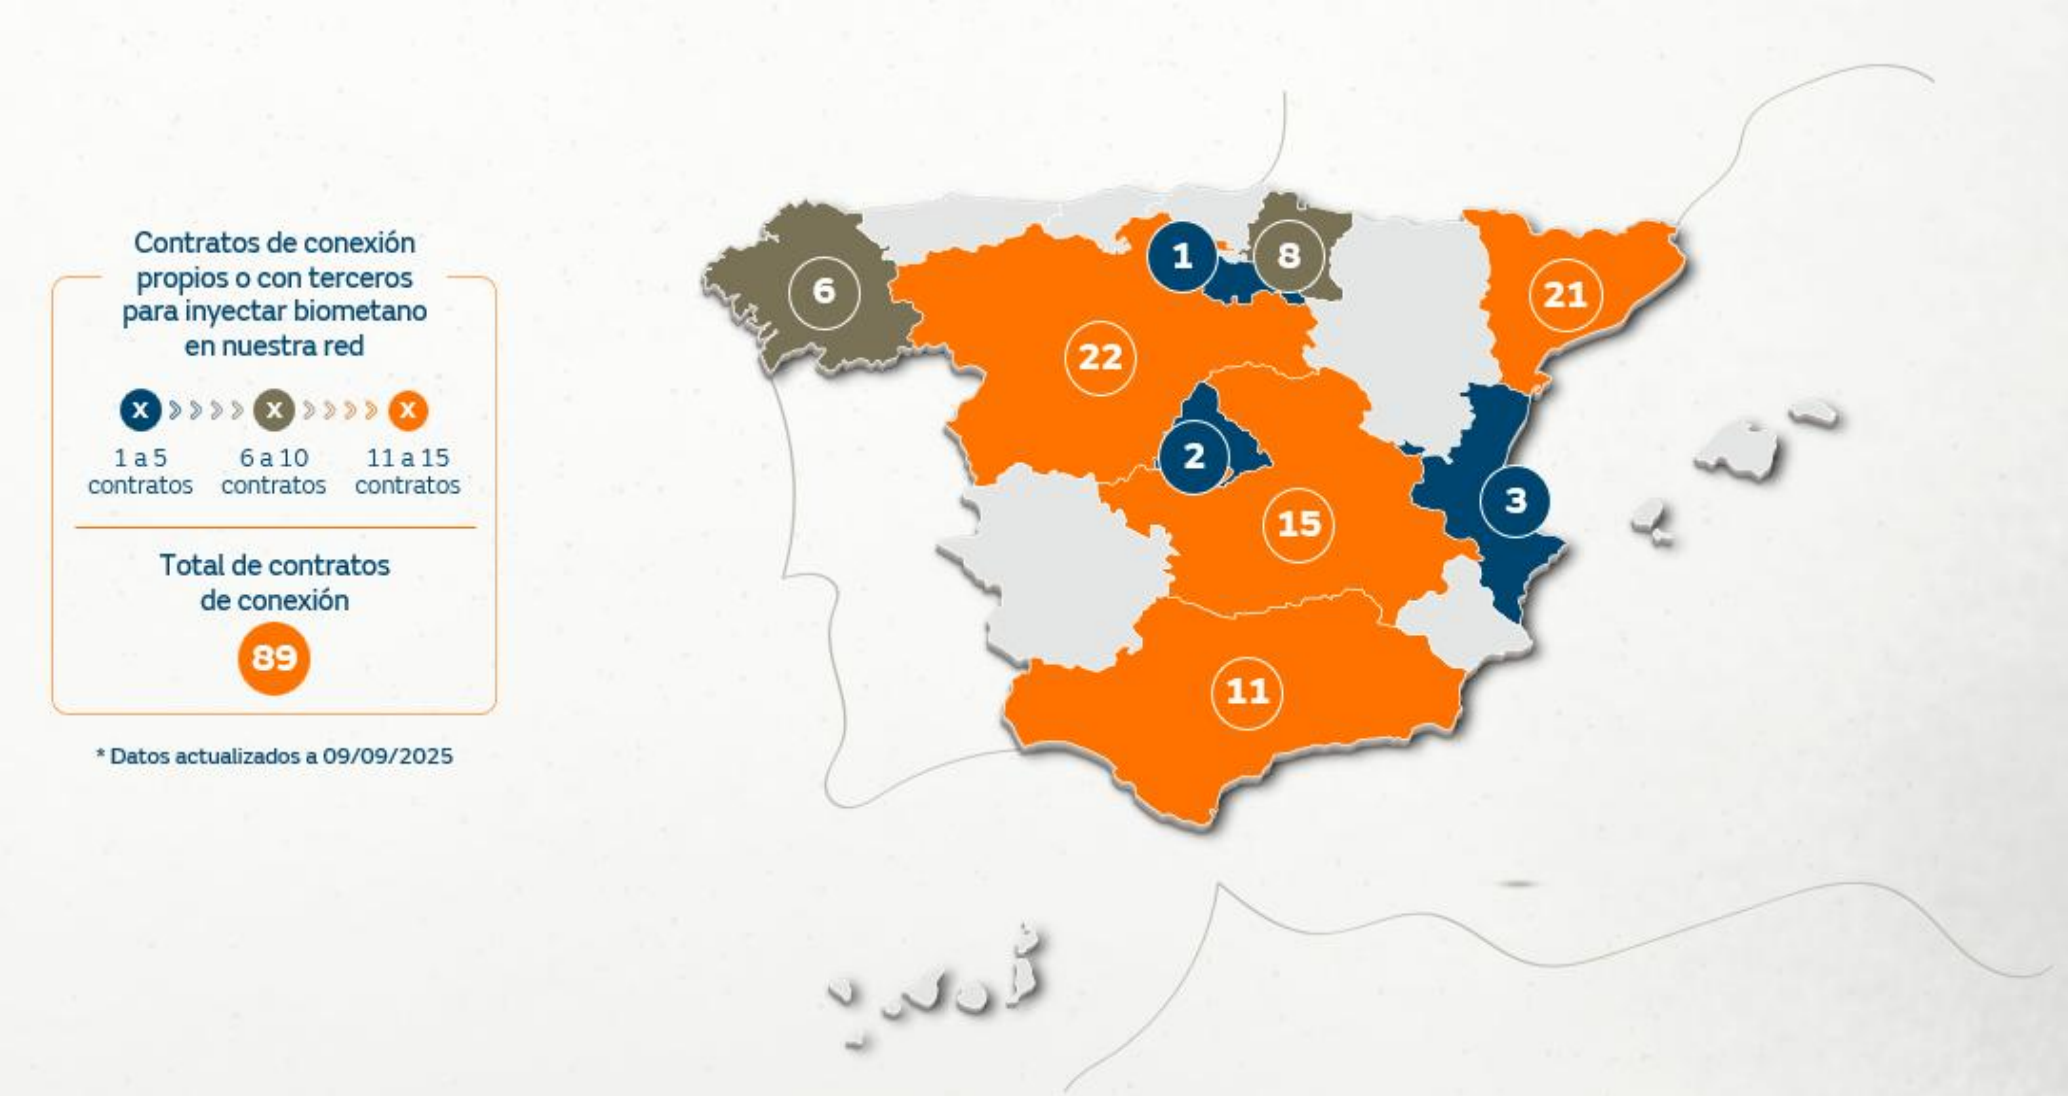 Contratos de conexión
propios o con terceros
para inyectar biometano
en nuestra red
X X X
1 a 5 6 a 10 11 a 15
contratos contratos contratos
Total de contratos
de conexión
89
* Datos actualizados a 09/09/2025
1 8
6 21
22
2
3
15
11